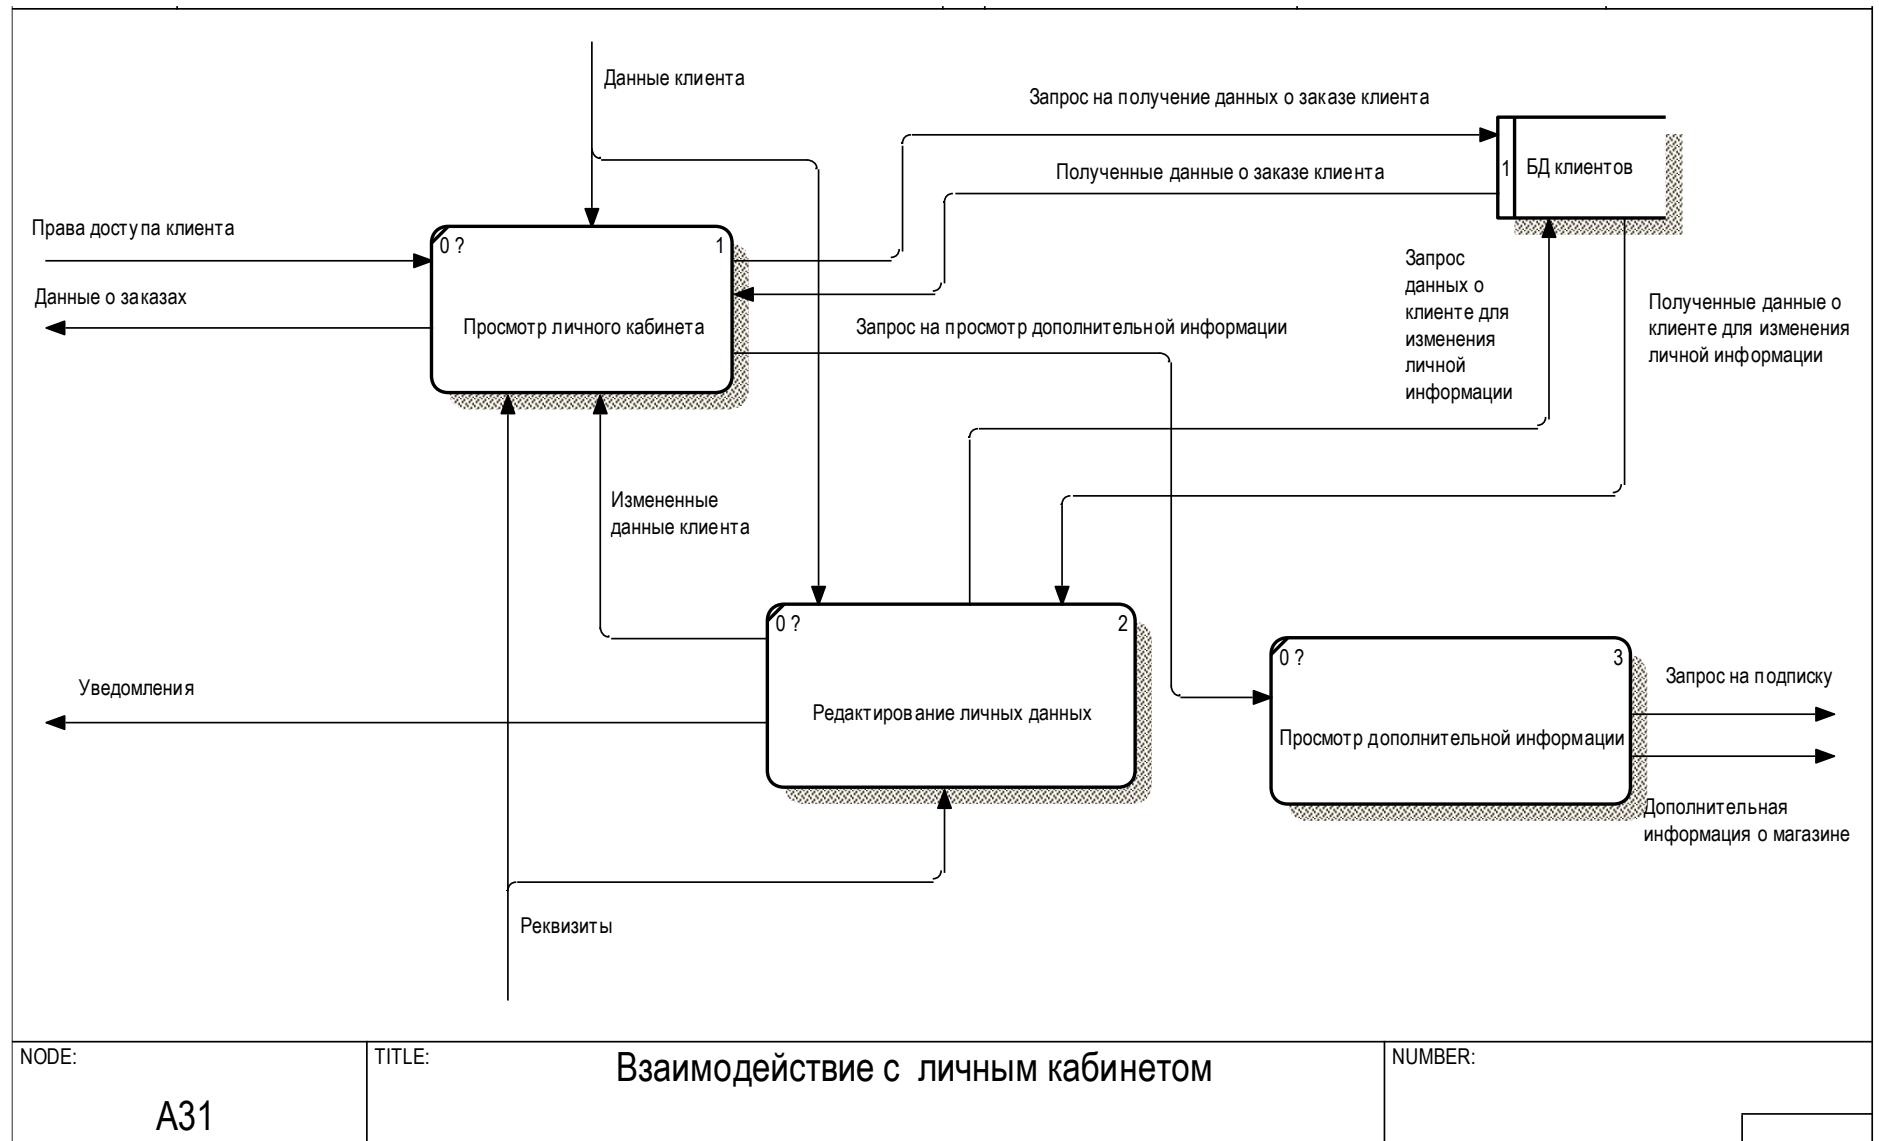 Данные клиента
Запрос на получение данных о заказе клиента
1
БД клиентов
Полученные данные о заказе клиента
Права доступа клиента
0 ?
1
Просмотр личного кабинета
Данные о заказах
Запрос на просмотр дополнительной информации
Запрос
данных о
клиенте для
изменения
личной
информации
Полученные данные о
клиенте для изменения
личной информации
Измененные
данные клиента
0 ?
2
Редактирование личных данных
0 ?
3
Просмотр дополнительной информации
Запрос на подписку
Уведомления
Дополнительная
информация о магазине
Реквизиты
NODE:
A31
TITLE:
Взаимодействие с личным кабинетом
NUMBER: